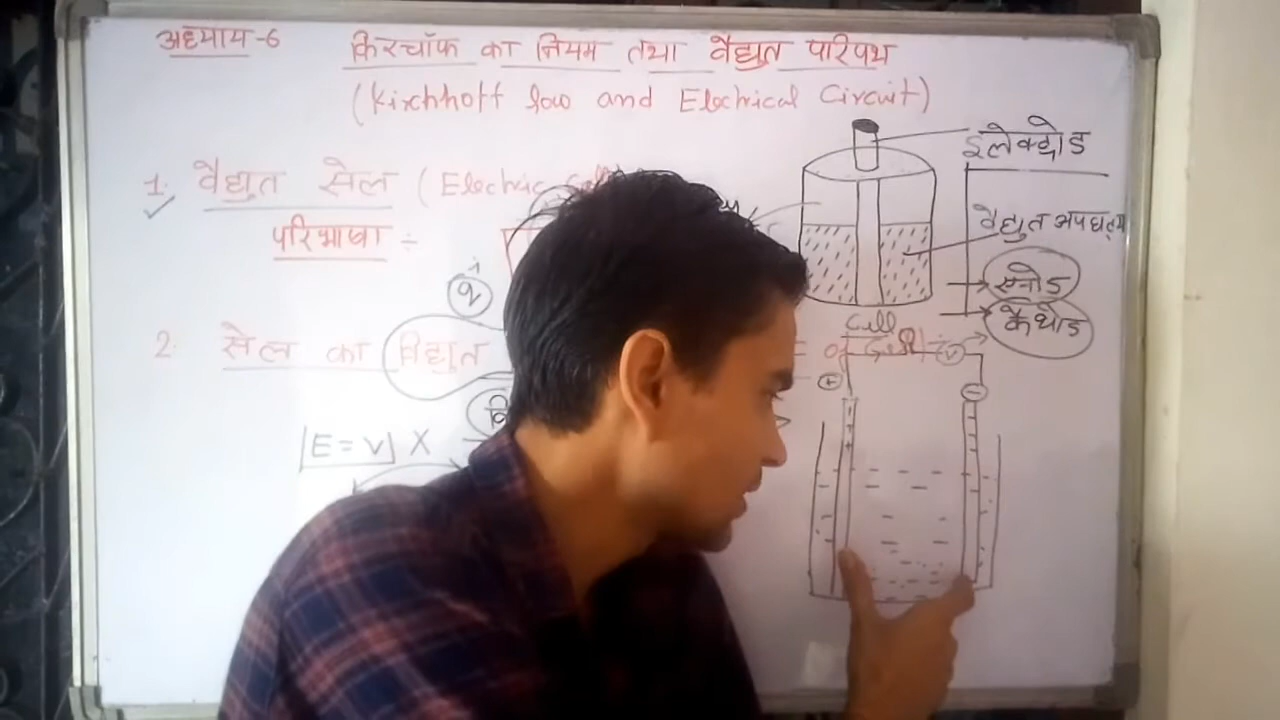 अध्याय-6 किरचॉफ का नियम तथा वैद्युत परिपथ
(Kirchhoff law and Electrical Circuit)
1. वैद्युत सेल (Electric
परिभाषा ÷
इलेक्ट्रोड
वैद्युत अपघट्य
एनोड
कैथोड
Cell
q
2. सेल का विद्युत of Cell)
V
+
−
वि
E = V X